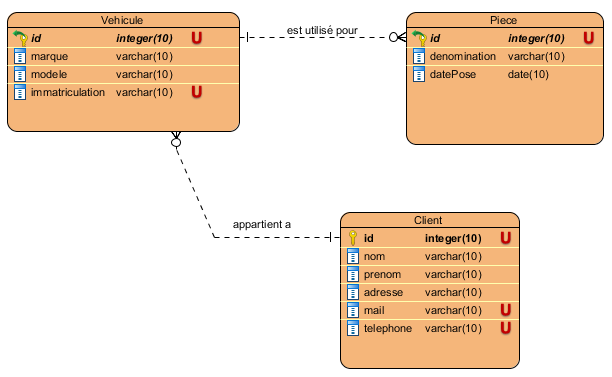 Vehicule
id integer(10) U
marque varchar(10)
modele varchar(10)
immatriculation varchar(10) U
est utilisé pour
Piece
id integer(10) U
denomination varchar(10)
datePose date(10)
appartient a
Client
id integer(10) U
nom varchar(10)
prenom varchar(10)
adresse varchar(10)
mail varchar(10) U
telephone varchar(10) U